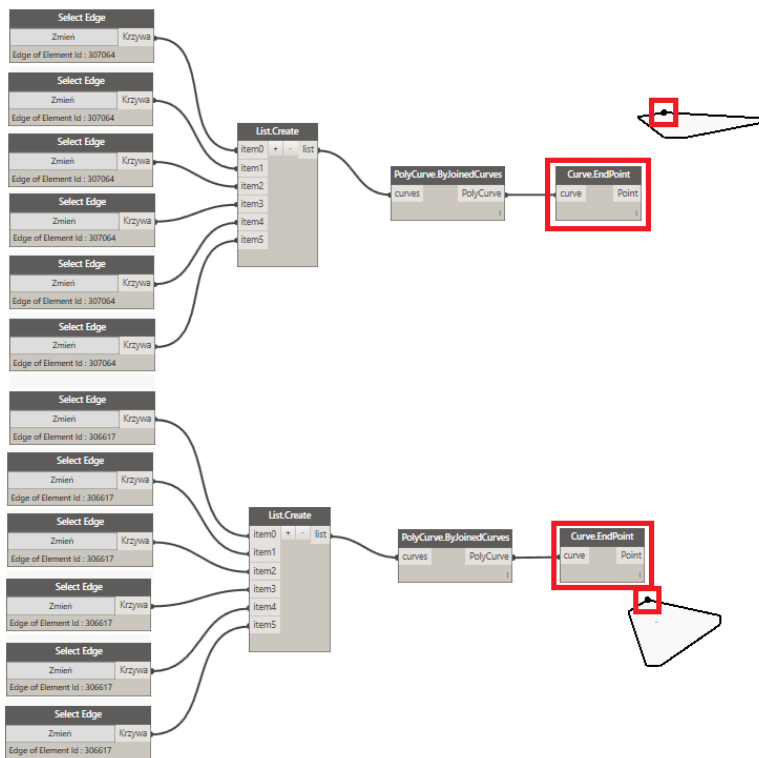 Select Edge
Zmień Krzywa
Edge of Element Id : 307064
Select Edge
Zmień Krzywa
Edge of Element Id : 307064
Select Edge
Zmień Krzywa
Edge of Element Id : 307064
Select Edge
Zmień Krzywa
Edge of Element Id : 307064
Select Edge
Zmień Krzywa
Edge of Element Id : 307064
Select Edge
Zmień Krzywa
Edge of Element Id : 307064
List.Create
item0 + - list
item1
item2
item3
item4
item5
PolyCurve.ByJoinedCurves
curves PolyCurve
Curve.EndPoint
curve Point
Select Edge
Zmień Krzywa
Edge of Element Id : 306617
Select Edge
Zmień Krzywa
Edge of Element Id : 306617
Select Edge
Zmień Krzywa
Edge of Element Id : 306617
Select Edge
Zmień Krzywa
Edge of Element Id : 306617
Select Edge
Zmień Krzywa
Edge of Element Id : 306617
Select Edge
Zmień Krzywa
Edge of Element Id : 306617
List.Create
item0 + - list
item1
item2
item3
item4
item5
PolyCurve.ByJoinedCurves
curves PolyCurve
Curve.EndPoint
curve Point